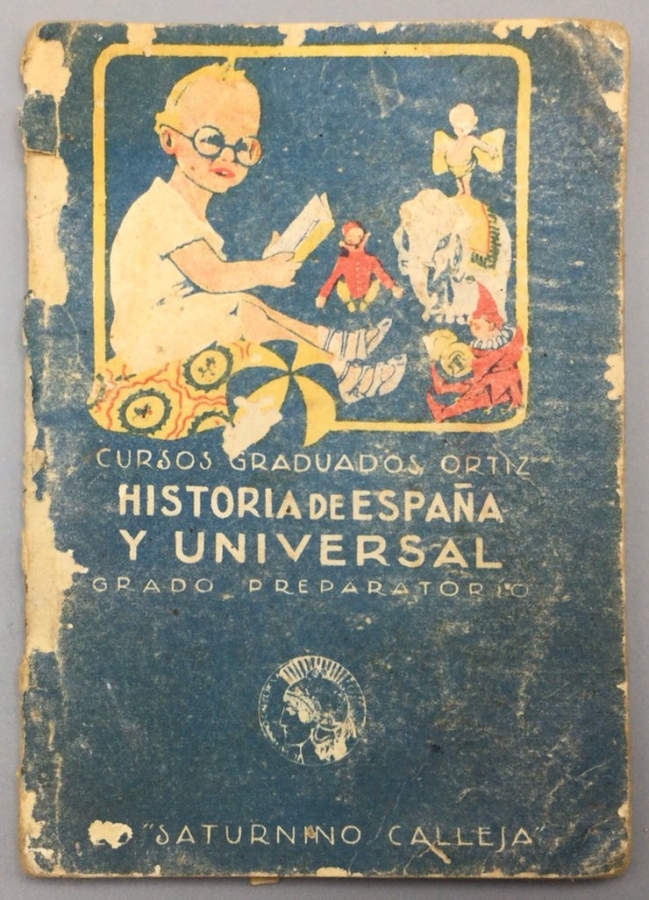 CURSOS GRADUADOS ORTIZ
HISTORIA DE ESPAÑA
Y UNIVERSAL
GRADO PREPARATORIO
"SATURNINO CALLEJA"